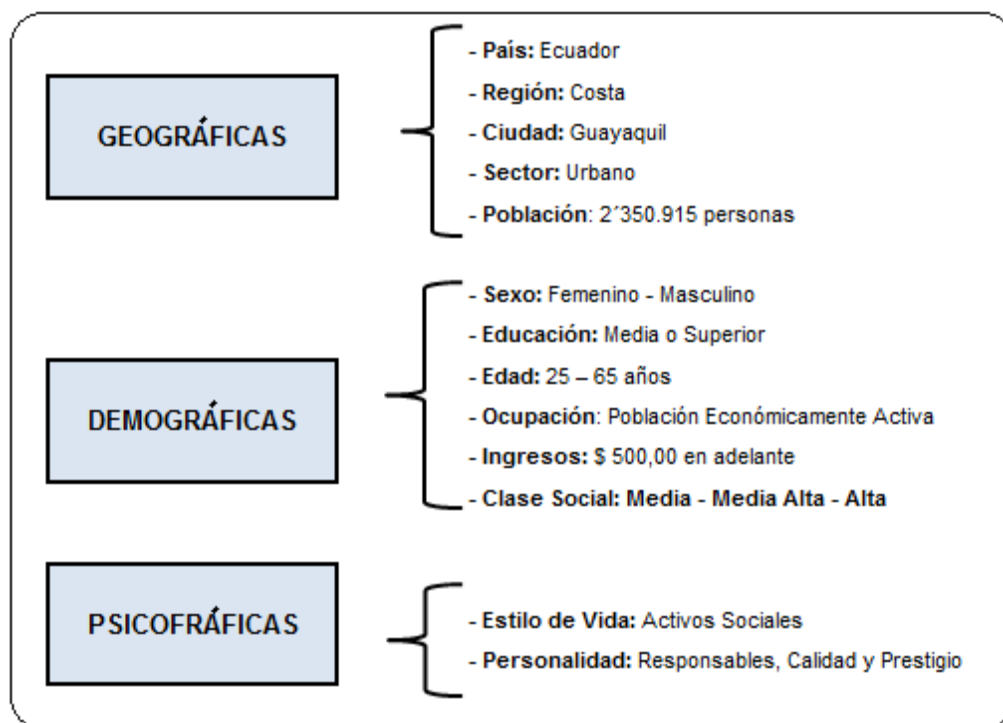 GEOGRÁFICAS
- País: Ecuador
- Región: Costa
- Ciudad: Guayaquil
- Sector: Urbano
- Población: 2´350.915 personas
DEMOGRÁFICAS
- Sexo: Femenino - Masculino
- Educación: Media o Superior
- Edad: 25 – 65 años
- Ocupación: Población Económicamente Activa
- Ingresos: $ 500,00 en adelante
- Clase Social: Media - Media Alta - Alta
PSICOFRÁFICAS
- Estilo de Vida: Activos Sociales
- Personalidad: Responsables, Calidad y Prestigio